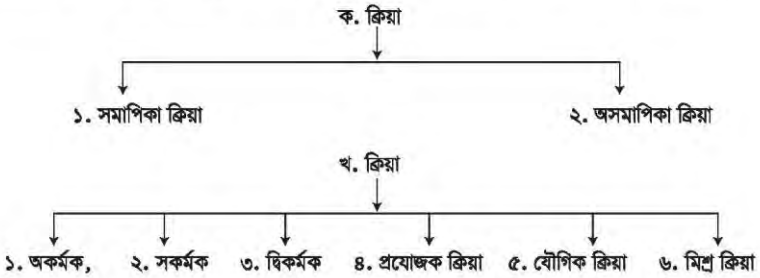 ক. ক্রিয়া
১. সমাপিকা ক্রিয়া ২. অসমাপিকা ক্রিয়া
খ. ক্রিয়া
১. অকর্মক, ২. সকর্মক ৩. দ্বিকর্মক ৪. প্রযোজক ক্রিয়া ৫. যৌগিক ক্রিয়া ৬. মিশ্র ক্রিয়া